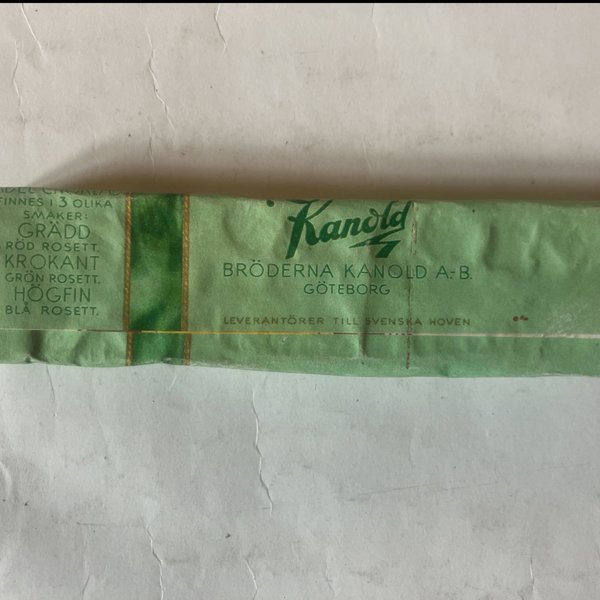 FINNES I 3 OLIKA
SMAKER:
GRÄDD
RÖD ROSETT.
KROKANT
GRÖN ROSETT.
HÖGFIN
BLÅ ROSETT.
Kanold
BRÖDERNA KANOLD A.-B.
GÖTEBORG
LEVERANTÖRER TILL SVENSKA HOVEN